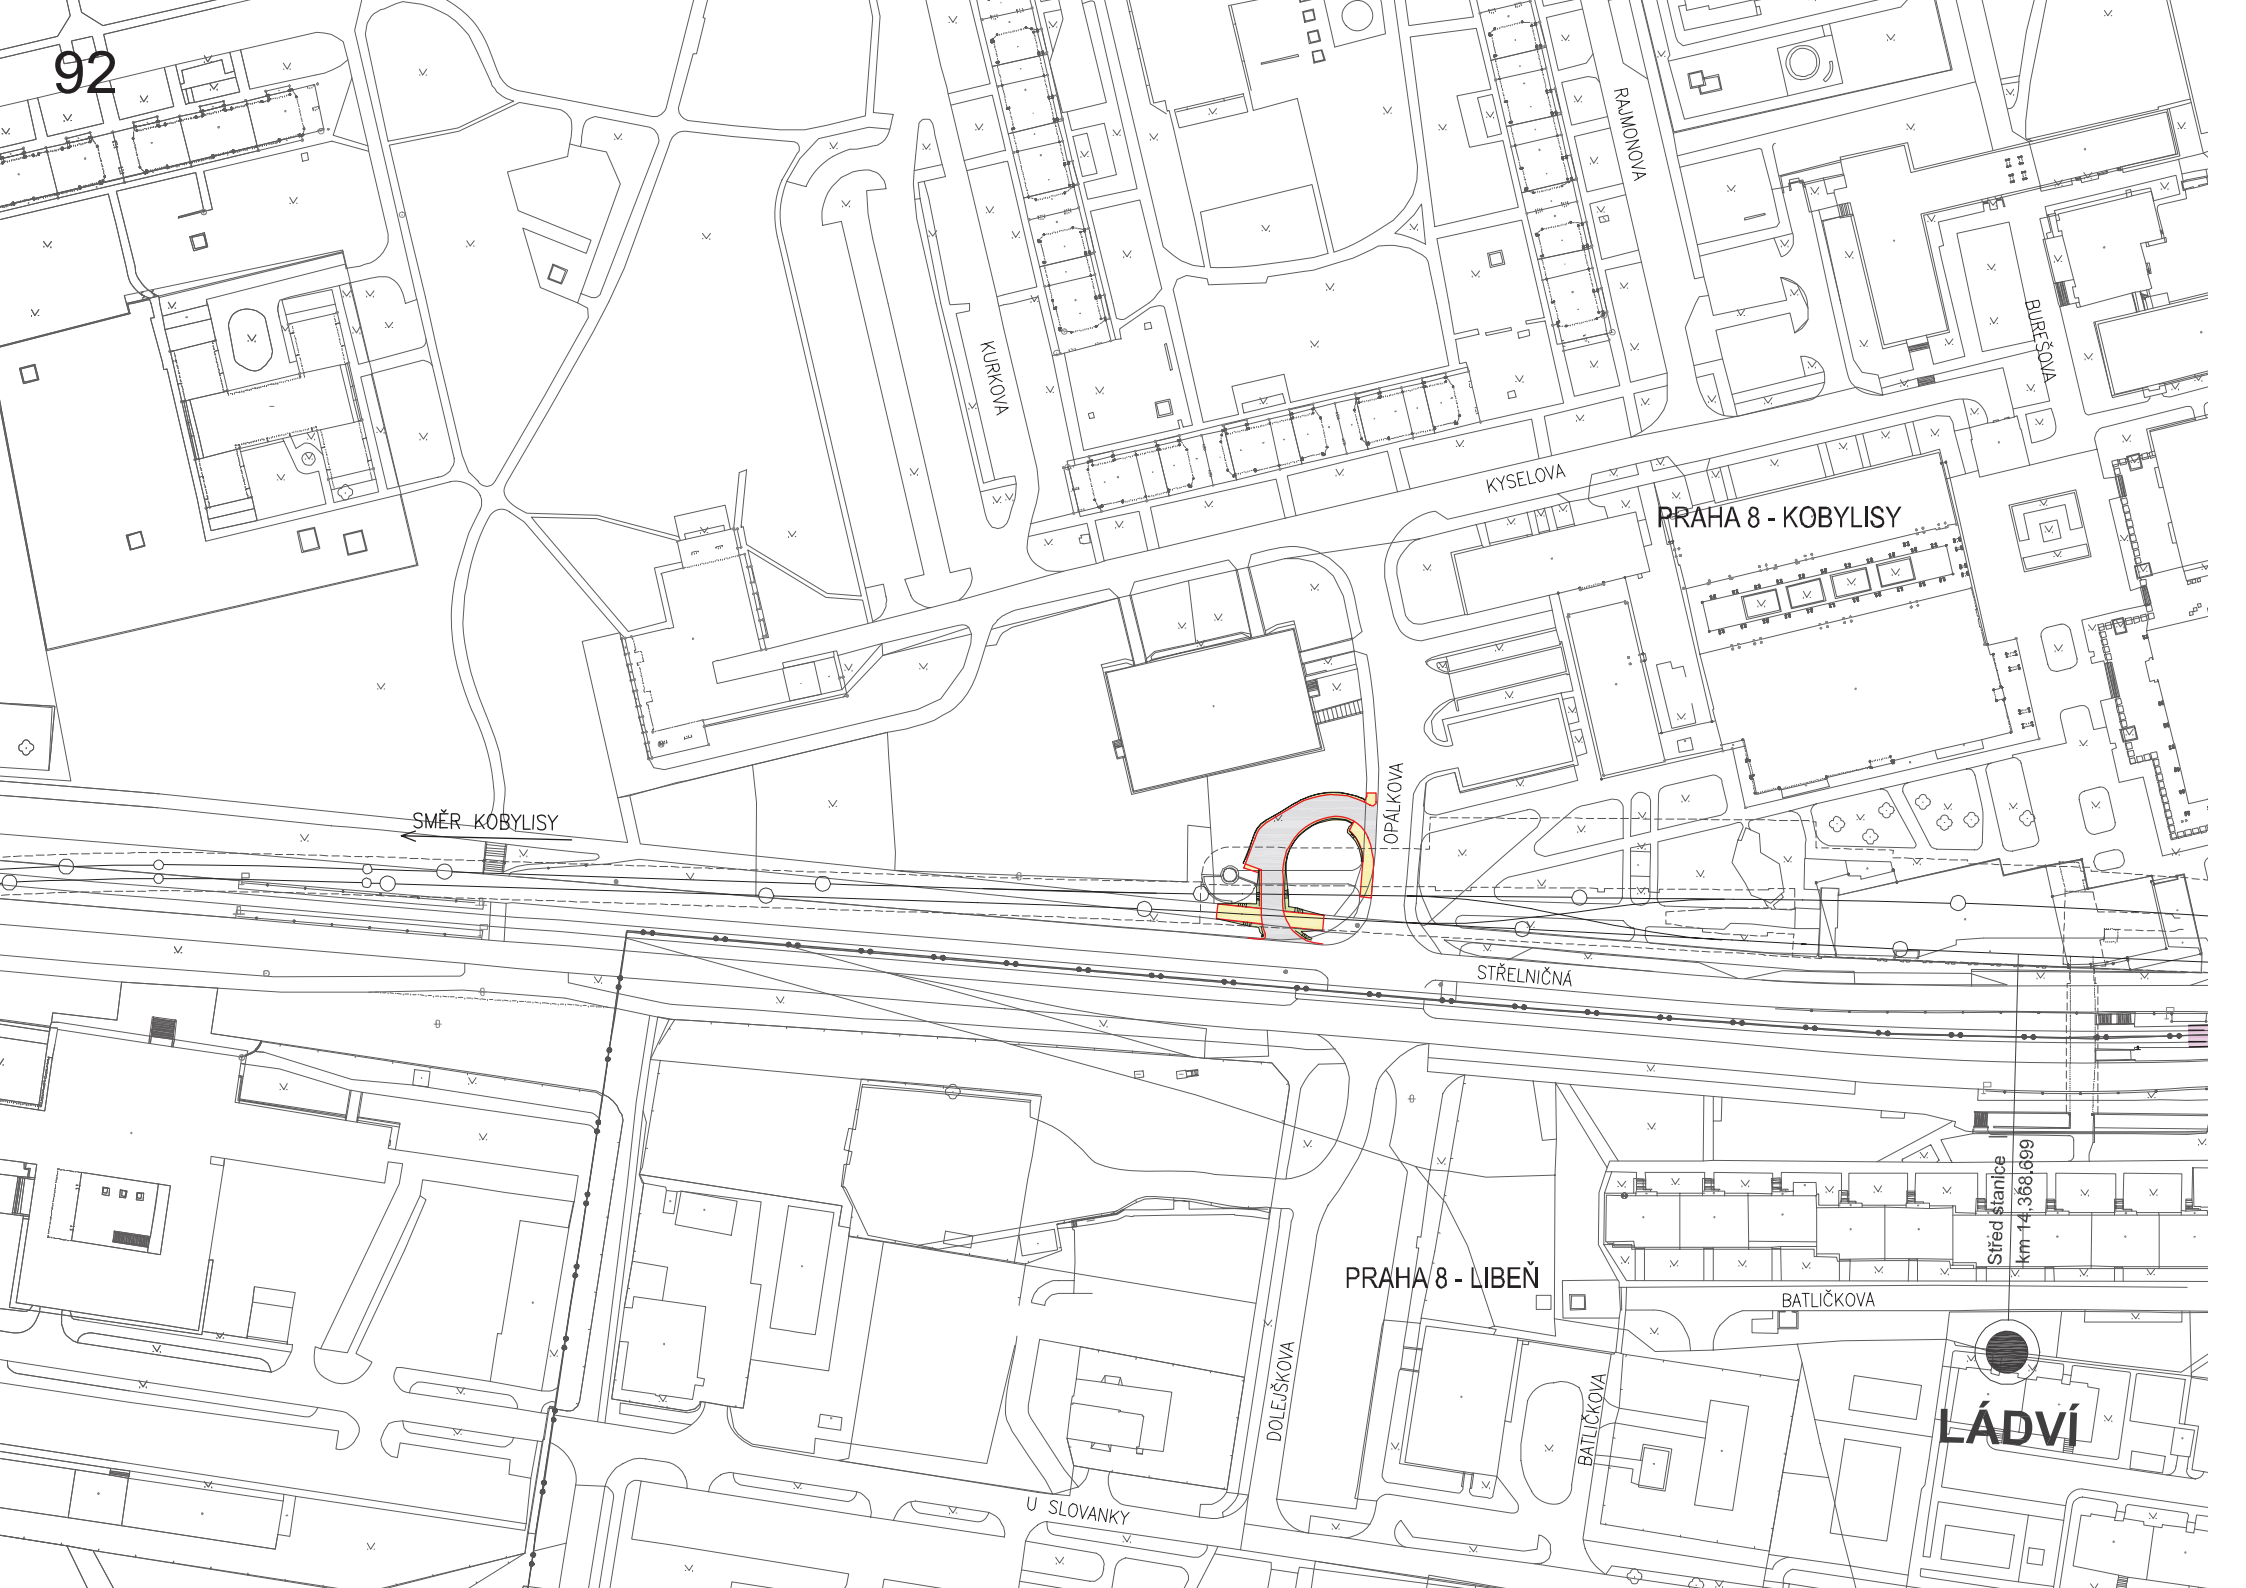 92
RAJMONOVA
BUREŠOVA
KURKOVA
KYSELOVA
PRAHA 8 - KOBYLISY
OPÁLKOVA
SMĚR KOBYLISY
STŘELNIČNÁ
Střed stanice
km 14,368.699
PRAHA 8 - LIBEŇ
BATLIČKOVA
DOLEJŠKOVA
BATLIČKOVA
LÁDVÍ
U SLOVANKY